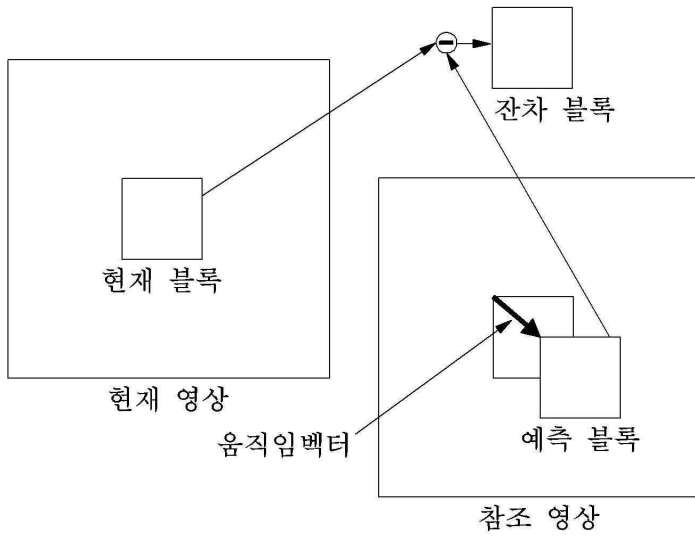 잔차 블록
현재 블록
현재 영상
움직임벡터
예측 블록
참조 영상